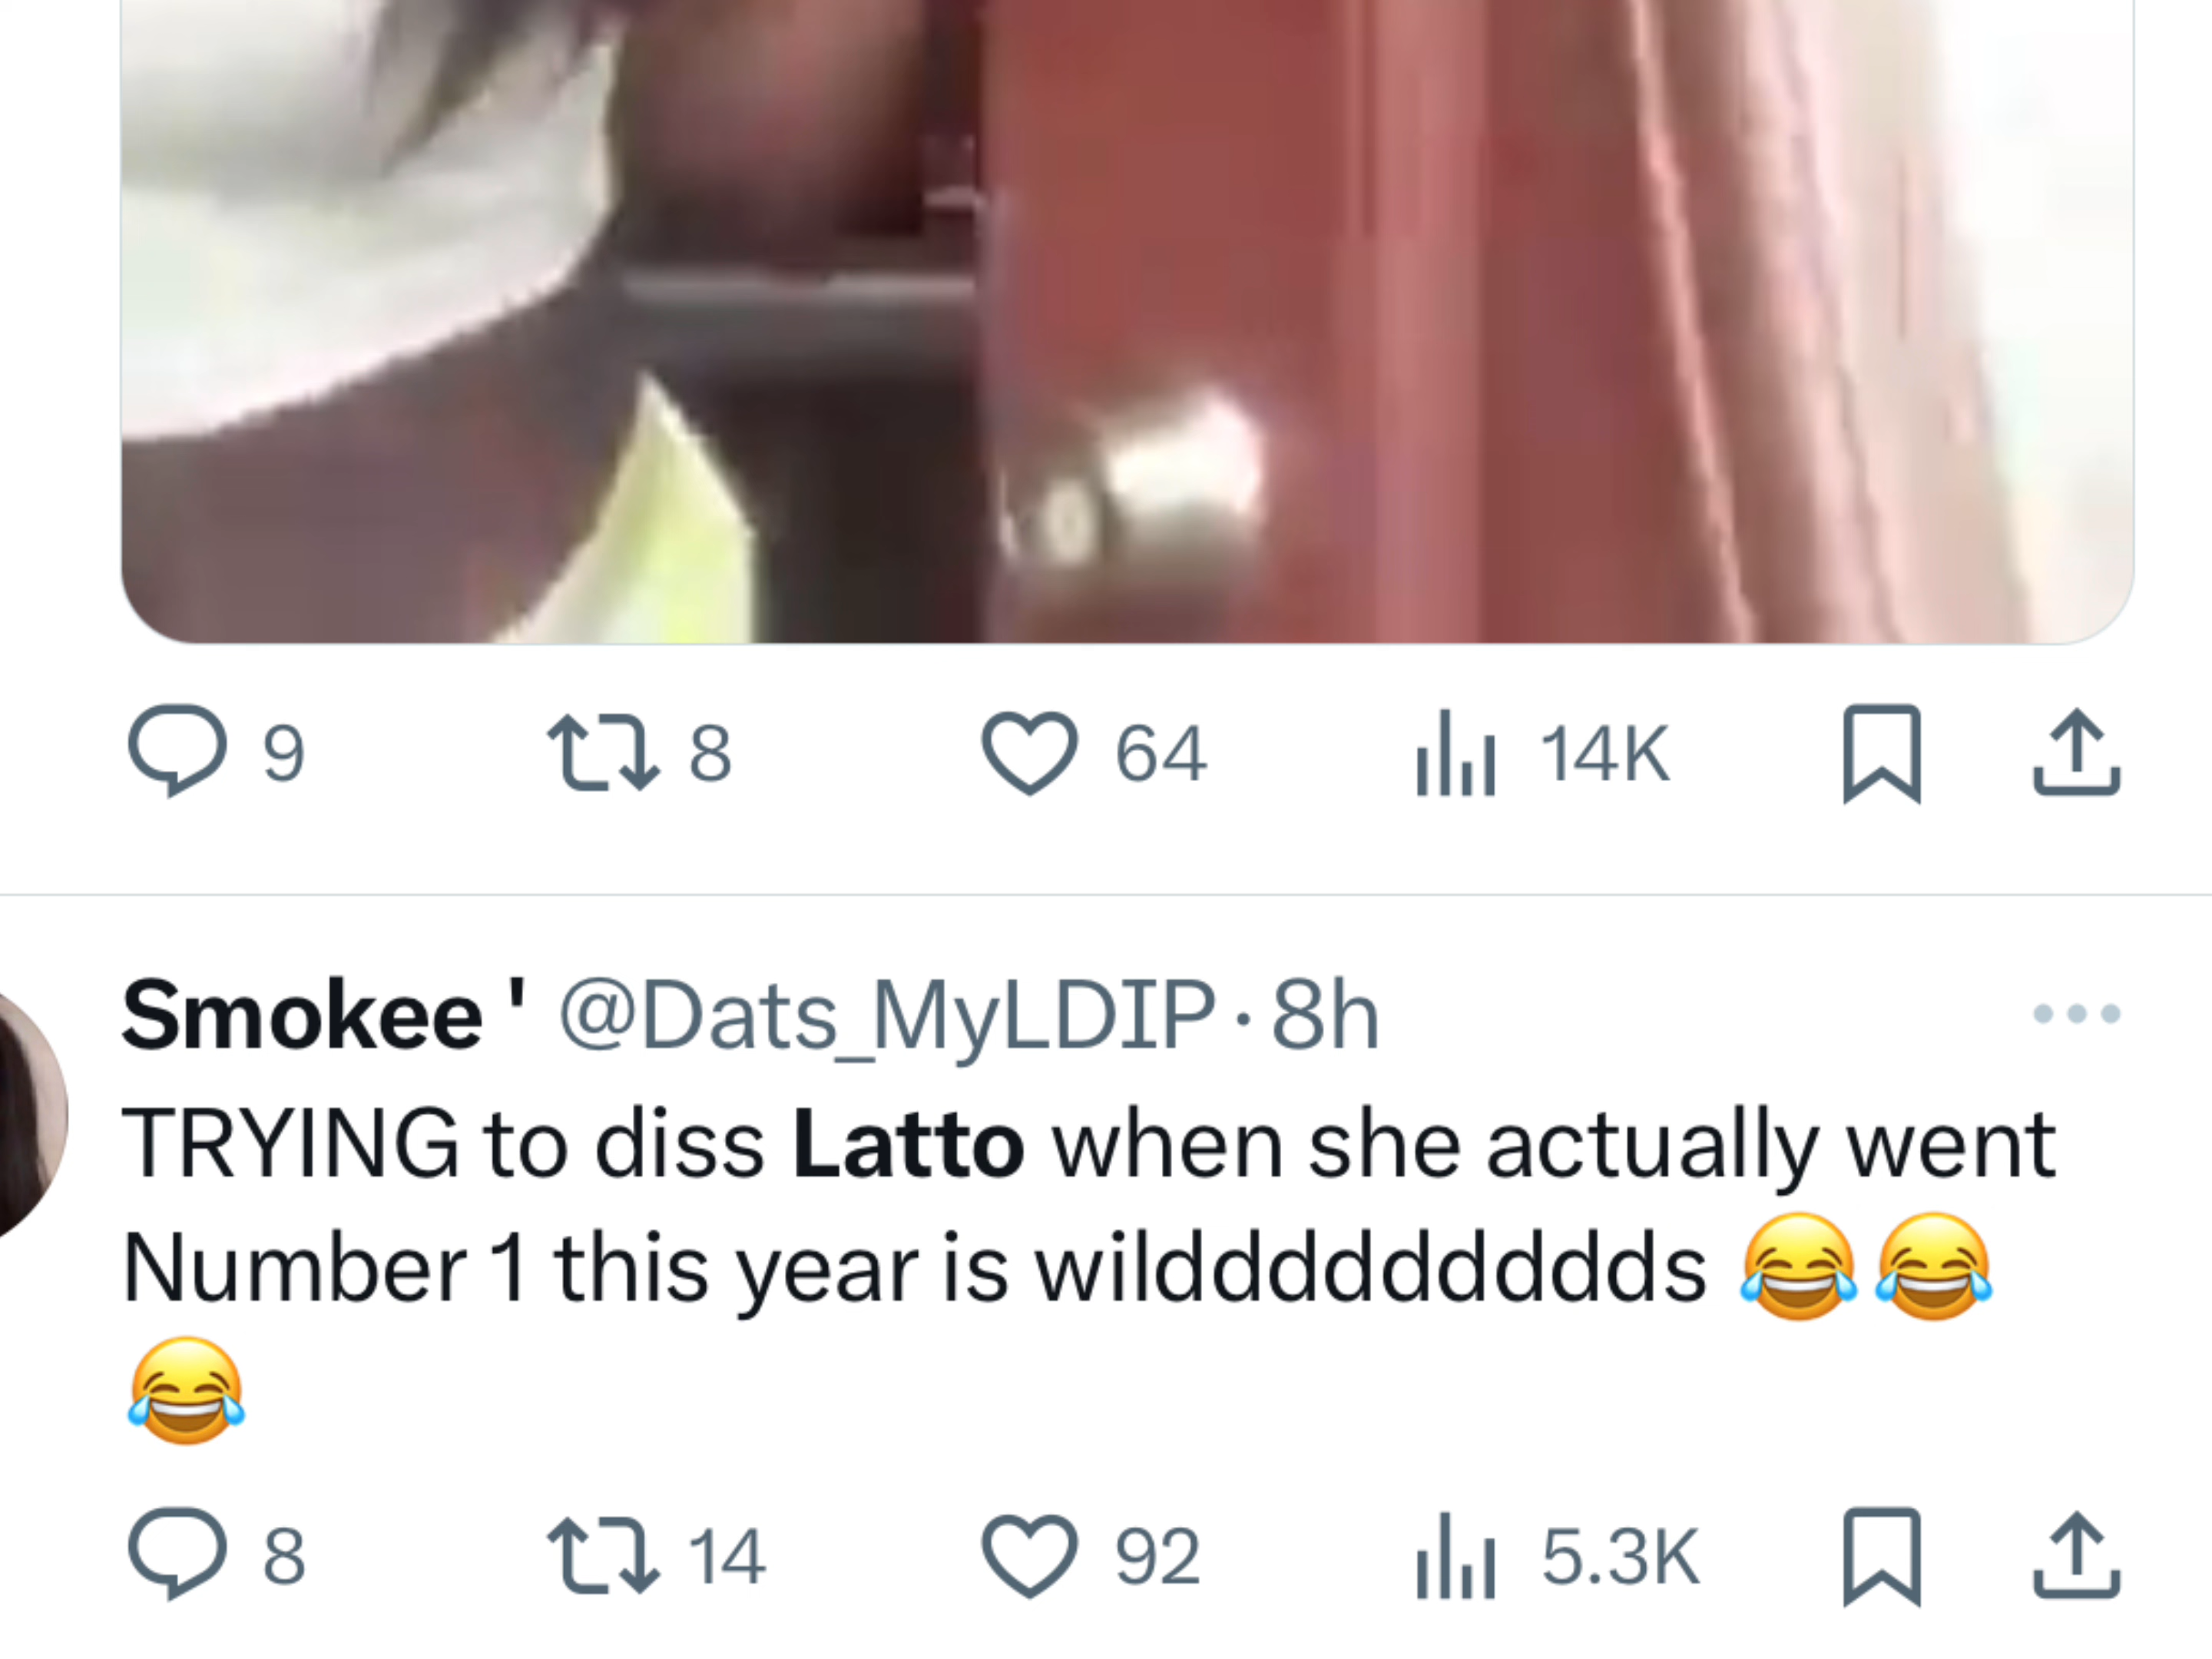 9 8 64 14K
Smokee ' @Dats_MyLDIP · 8h
TRYING to diss Latto when she actually went
Number 1 this year is wilddddddddddds 😂😂
😂
8 14 92 5.3K